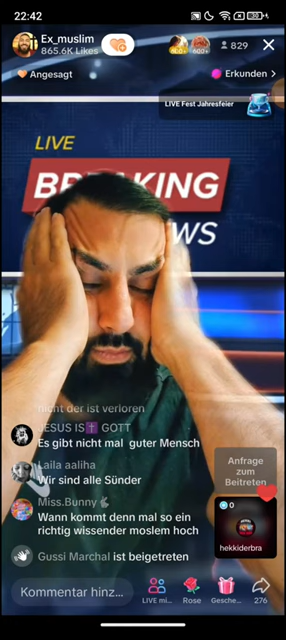 22:42
Ex_muslim
865.6K Likes
600+
600+
829
Angesagt
Erkunden >
LIVE Fest Jahresfeier
LIVE
BREAKING
NEWS
nicht der ist verloren
JESUS IS✝️ GOTT
Es gibt nicht mal guter Mensch
Laila aaliha
Wir sind alle Sünder
Miss.Bunny
Wann kommt denn mal so ein
richtig wissender moslem hoch
Gussi Marchal ist beigetreten
Anfrage
zum
Beitreten
0
hekkiderbra
Kommentar hinz...
LIVE mi...
Rose
Gesche...
276